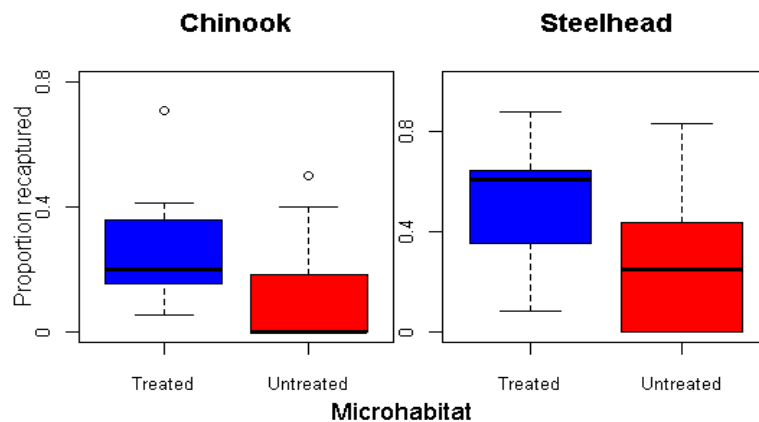 Chinook
Steelhead
Proportion recaptured
0.8
0.4
0
0.8
0.4
0
Treated
Untreated
Treated
Untreated
Microhabitat